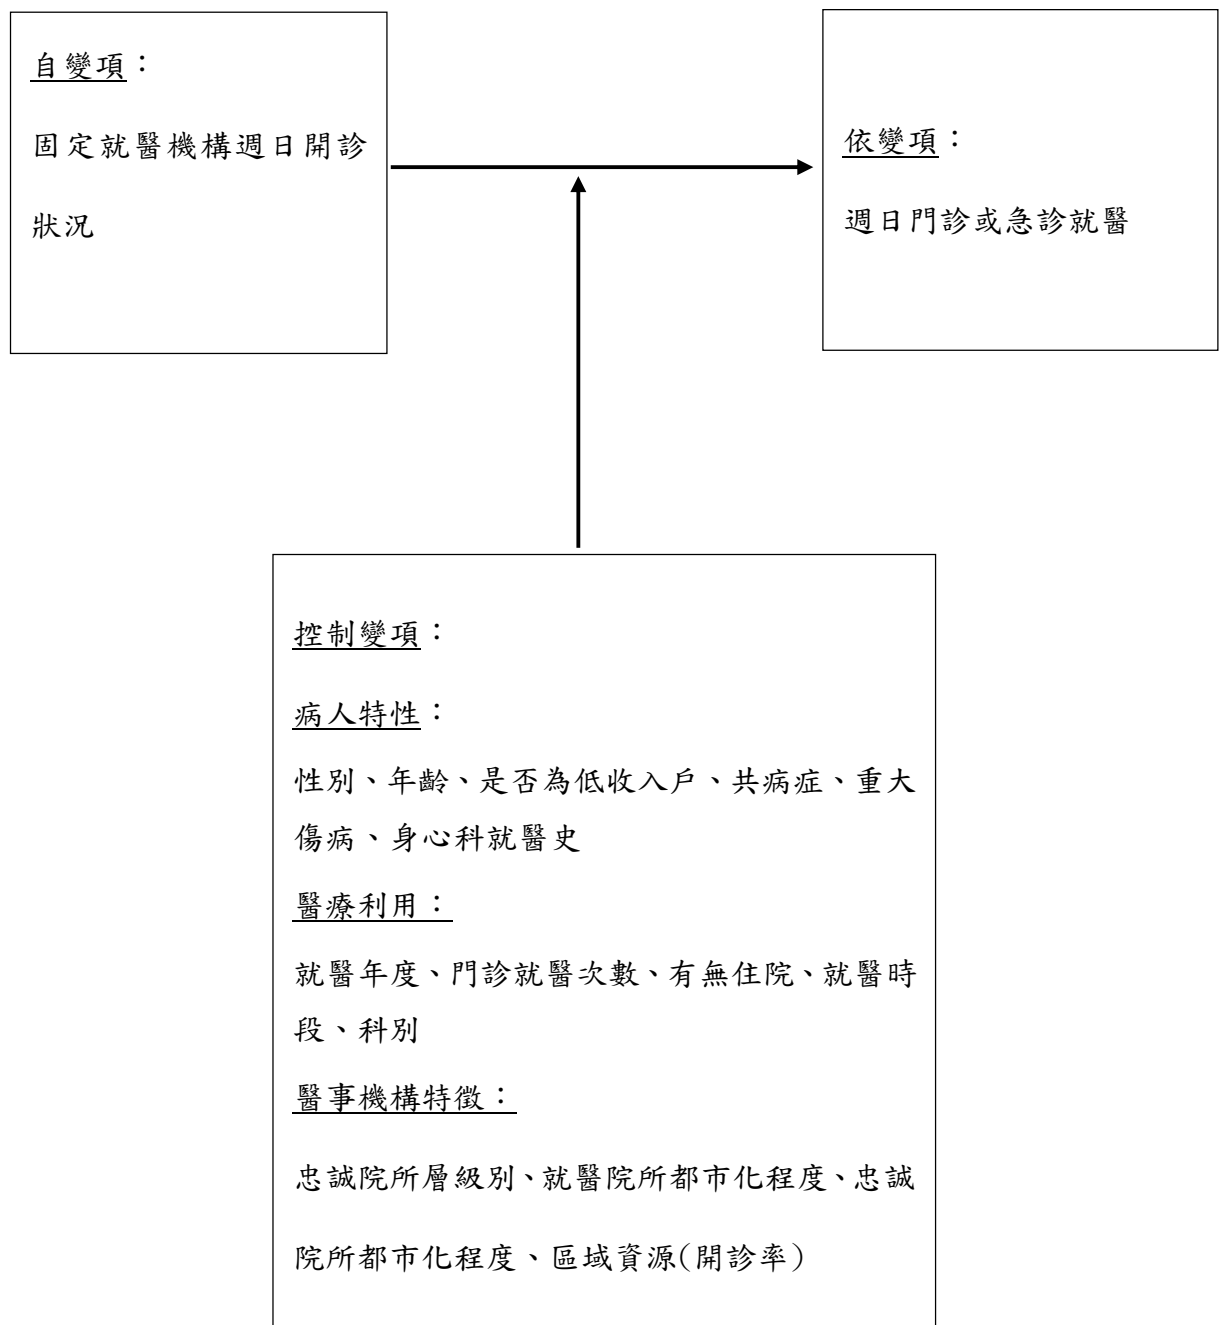 自變項：
固定就醫機構週日開診
狀況
依變項：
週日門診或急診就醫
控制變項：
病人特性：
性別、年齡、是否為低收入戶、共病症、重大
傷病、身心科就醫史
醫療利用：
就醫年度、門診就醫次數、有無住院、就醫時
段、科別
醫事機構特徵：
忠誠院所層級別、就醫院所都市化程度、忠誠
院所都市化程度、區域資源(開診率)